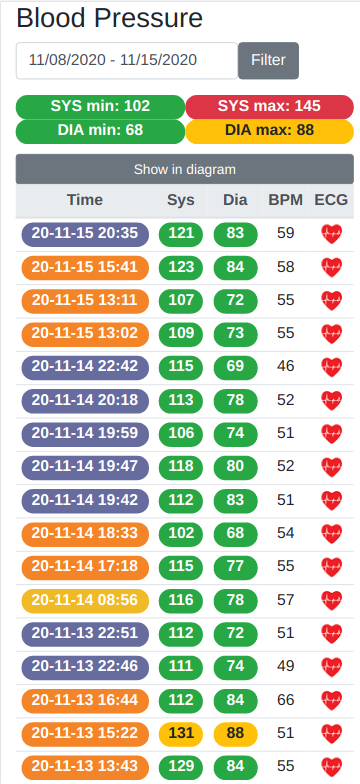 Blood Pressure
11/08/2020 - 11/15/2020 Filter
SYS min: 102 SYS max: 145
DIA min: 68 DIA max: 88
Show in diagram
Time Sys Dia BPM ECG
20-11-15 20:35 121 83 59
20-11-15 15:41 123 84 58
20-11-15 13:11 107 72 55
20-11-15 13:02 109 73 55
20-11-14 22:42 115 69 46
20-11-14 20:18 113 78 52
20-11-14 19:59 106 74 51
20-11-14 19:47 118 80 52
20-11-14 19:42 112 83 51
20-11-14 18:33 102 68 54
20-11-14 17:18 115 77 55
20-11-14 08:56 116 78 57
20-11-13 22:51 112 72 51
20-11-13 22:46 111 74 49
20-11-13 16:44 112 84 66
20-11-13 15:22 131 88 51
20-11-13 13:43 129 84 55